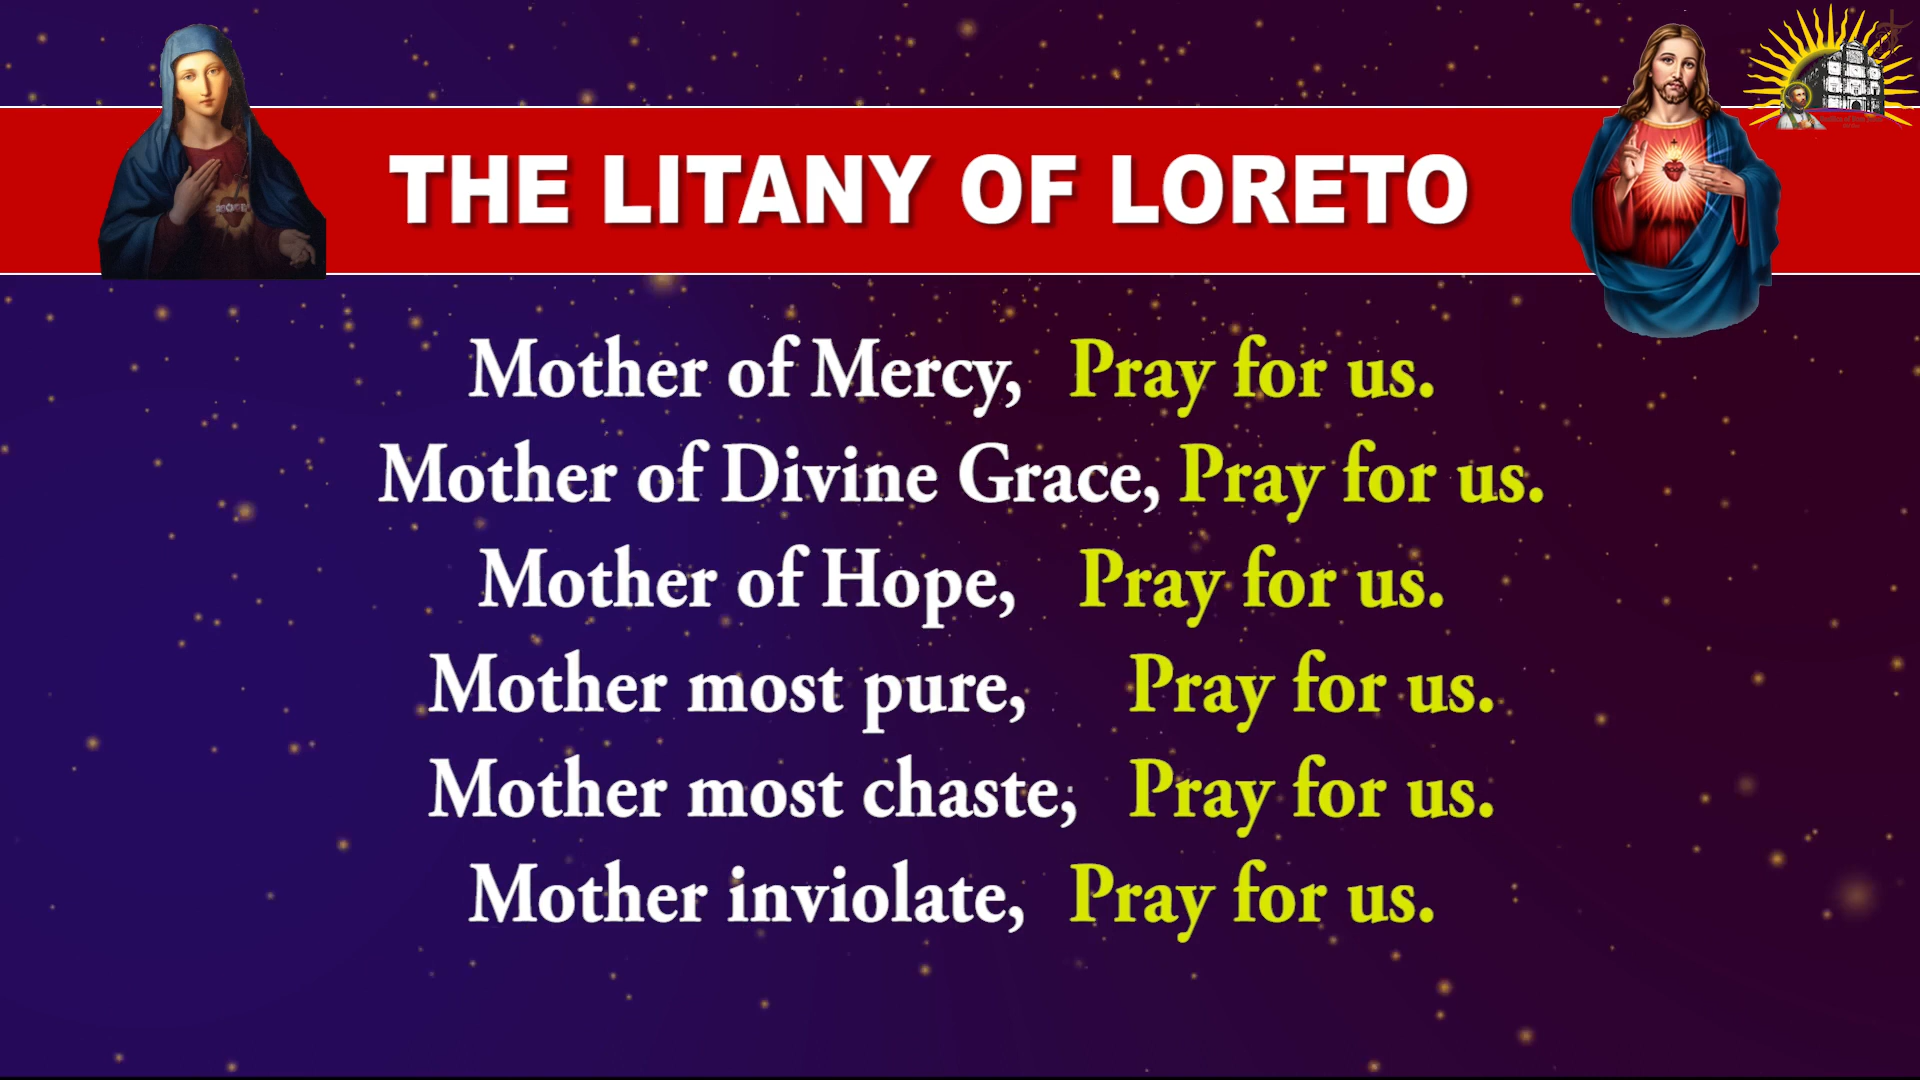 THE LITANY OF LORETO
Mother of Mercy, Pray for us.
Mother of Divine Grace, Pray for us.
Mother of Hope, Pray for us.
Mother most pure, Pray for us.
Mother most chaste, Pray for us.
Mother inviolate, Pray for us.